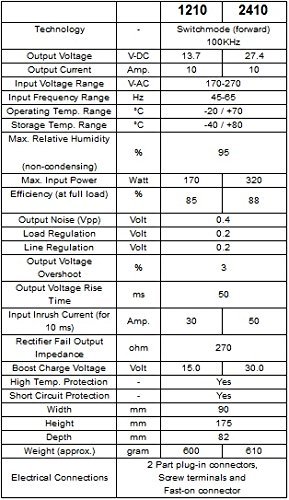 1210 2410
Technology - Switchmode (forward)
100KHz
Output Voltage V-DC 13.7 27.4
Output Current Amp. 10 10
Input Voltage Range V-AC 170-270
Input Frequency Range Hz 45-65
Operating Temp. Range °C -20 / +70
Storage Temp. Range °C -40 / +80
Max. Relative Humidity
(non-condensing) % 95
Max. Input Power Watt 170 320
Efficiency (at full load) % 85 88
Output Noise (Vpp) Volt 0.4
Load Regulation Volt 0.2
Line Regulation Volt 0.2
Output Voltage
Overshoot % 3
Output Voltage Rise
Time ms 50
Input Inrush Current (for
10 ms) Amp. 30 50
Rectifier Fail Output
Impedance ohm 270
Boost Charge Voltage Volt 15.0 30.0
High Temp. Protection - Yes
Short Circuit Protection - Yes
Width mm 90
Height mm 175
Depth mm 82
Weight (approx.) gram 600 610
Electrical Connections 2 Part plug-in connectors,
Screw terminals and
Fast-on connector